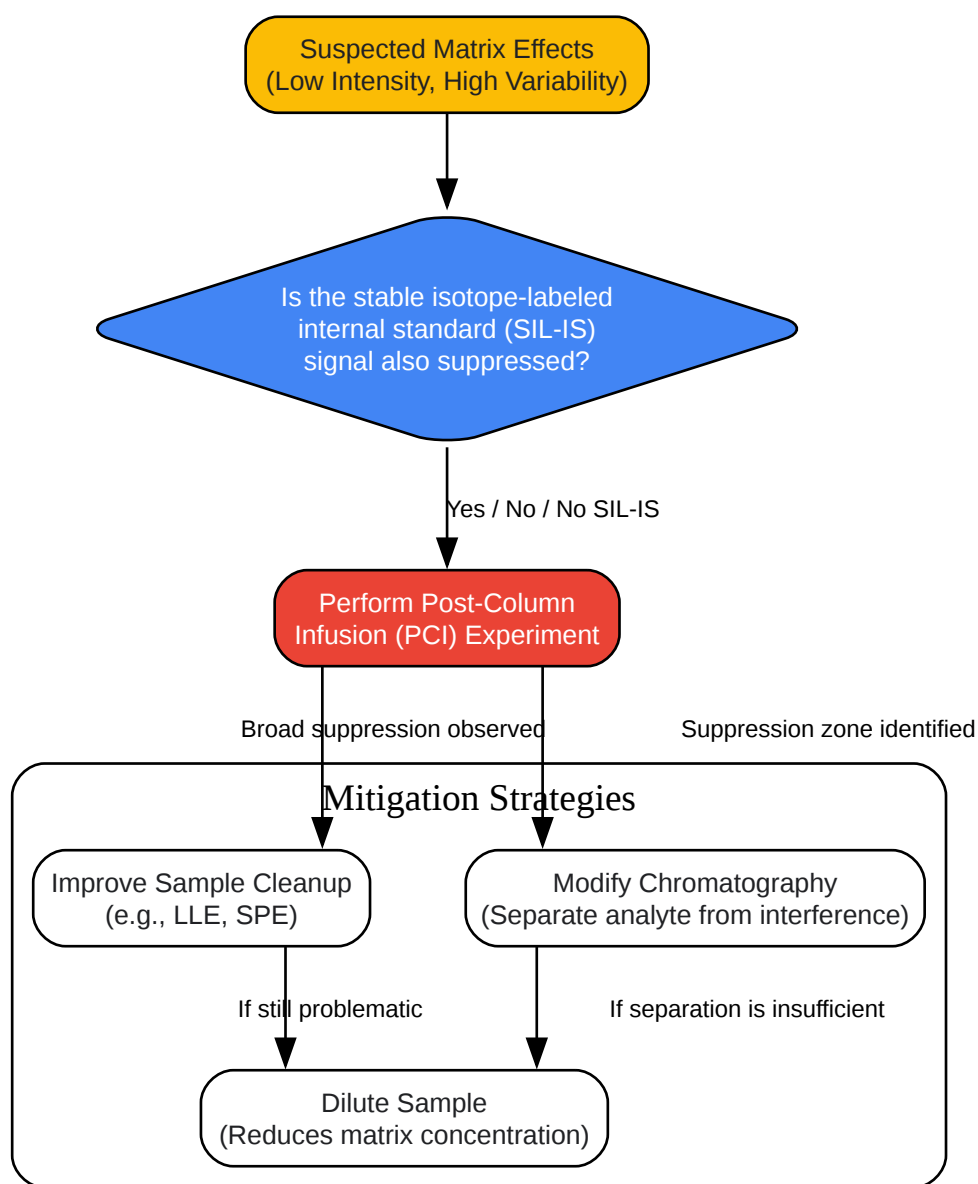 Suspected Matrix Effects
(Low Intensity, High Variability)
Is the stable isotope-labeled
internal standard (SIL-IS)
signal also suppressed?
Yes / No / No SIL-IS
Perform Post-Column
Infusion (PCI) Experiment
Broad suppression observed
Suppression zone identified
Mitigation Strategies
Improve Sample Cleanup
(e.g., LLE, SPE)
Modify Chromatography
(Separate analyte from interference)
If still problematic
If separation is insufficient
Dilute Sample
(Reduces matrix concentration)